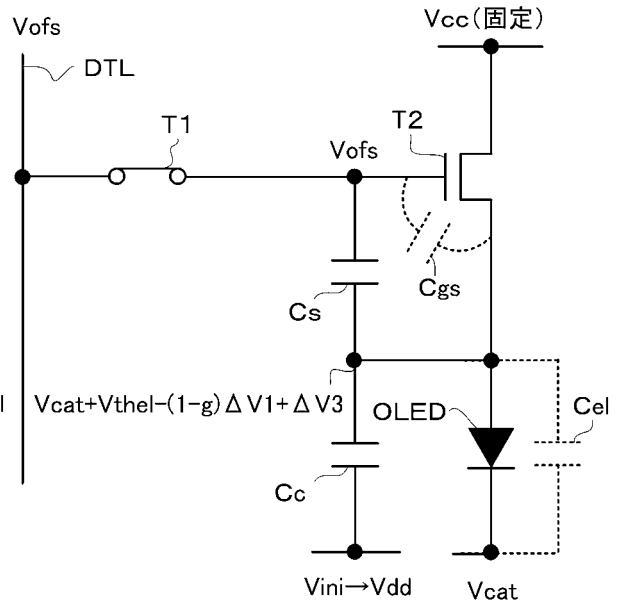 Vofs
Vcc(固定)
DTL
T1
T2
Vofs
Cgs
Cs
l
Vcat+Vthel-(1-g)ΔV1+ΔV3
OLED
Cel
Cc
Vini→Vdd
Vcat